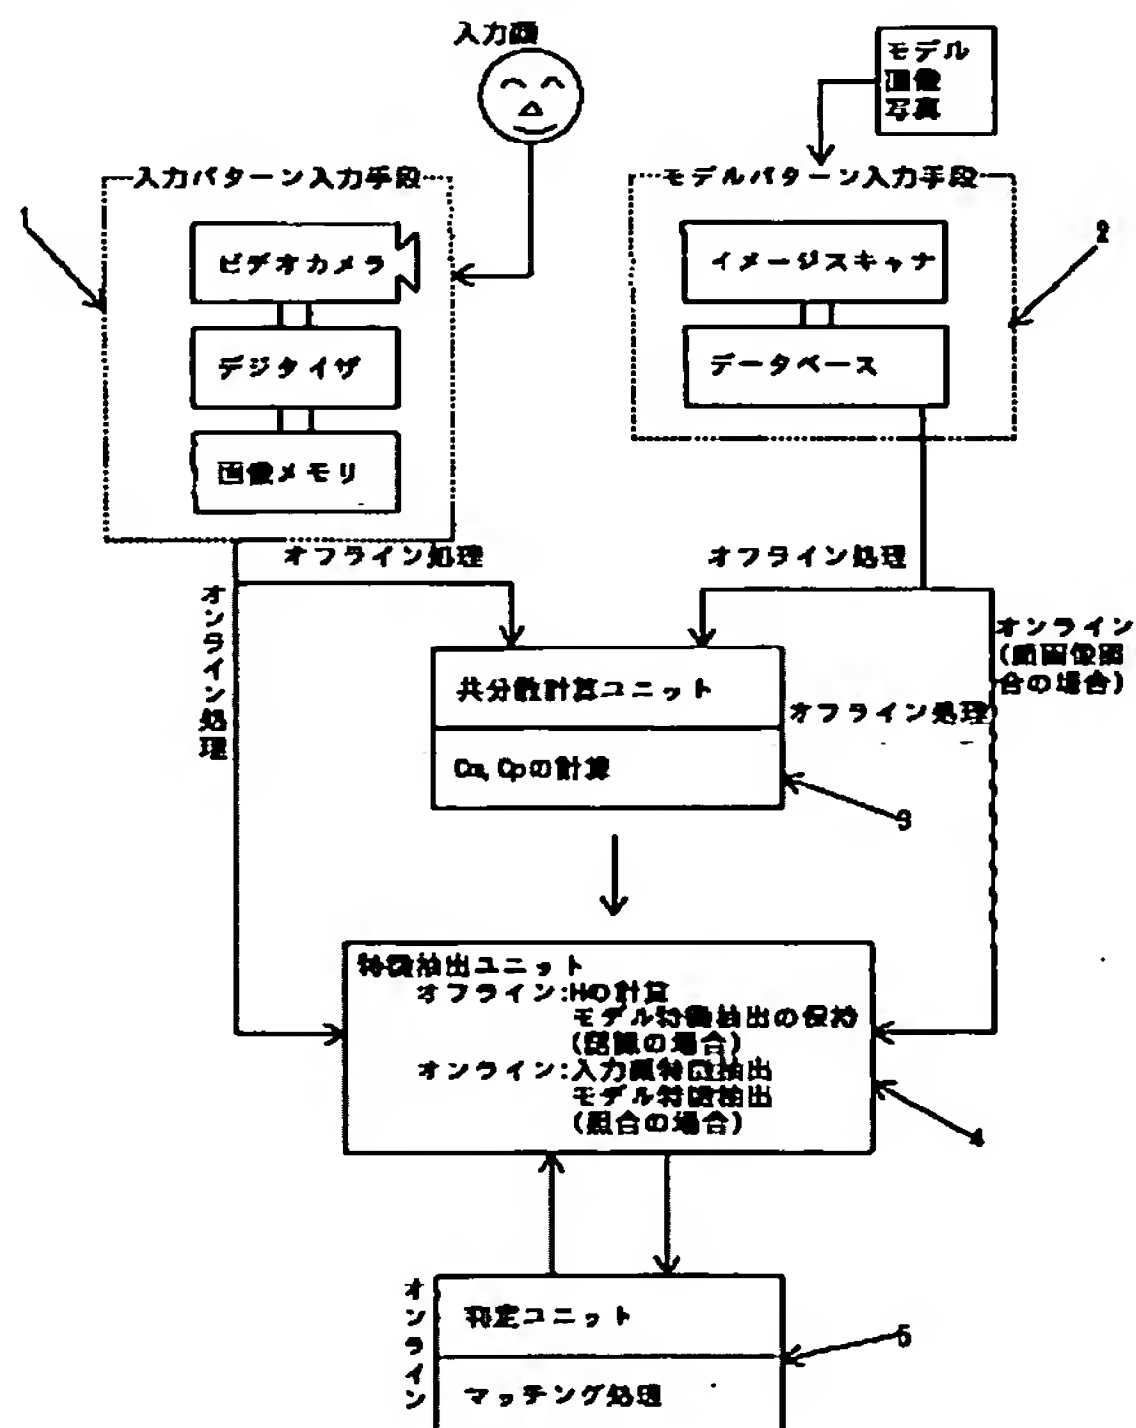 入力顔
モデル
画像
写真
入力パターン入力手段
モデルパターン入力手段
1
2
ビデオカメラ
イメージスキャナ
デジタイザ
データベース
画像メモリ
オフライン処理
オフライン処理
オンライン処理
オンライン
(顔画像照
合の場合)
共分散計算ユニット
オフライン処理
Cm,Cpの計算
3
特徴抽出ユニット
オフライン:Hの計算
モデル特徴抽出の保持
(認識の場合)
オンライン:入力顔特徴抽出
モデル特徴抽出
(照合の場合)
4
オンライン
判定ユニット
5
マッチング処理